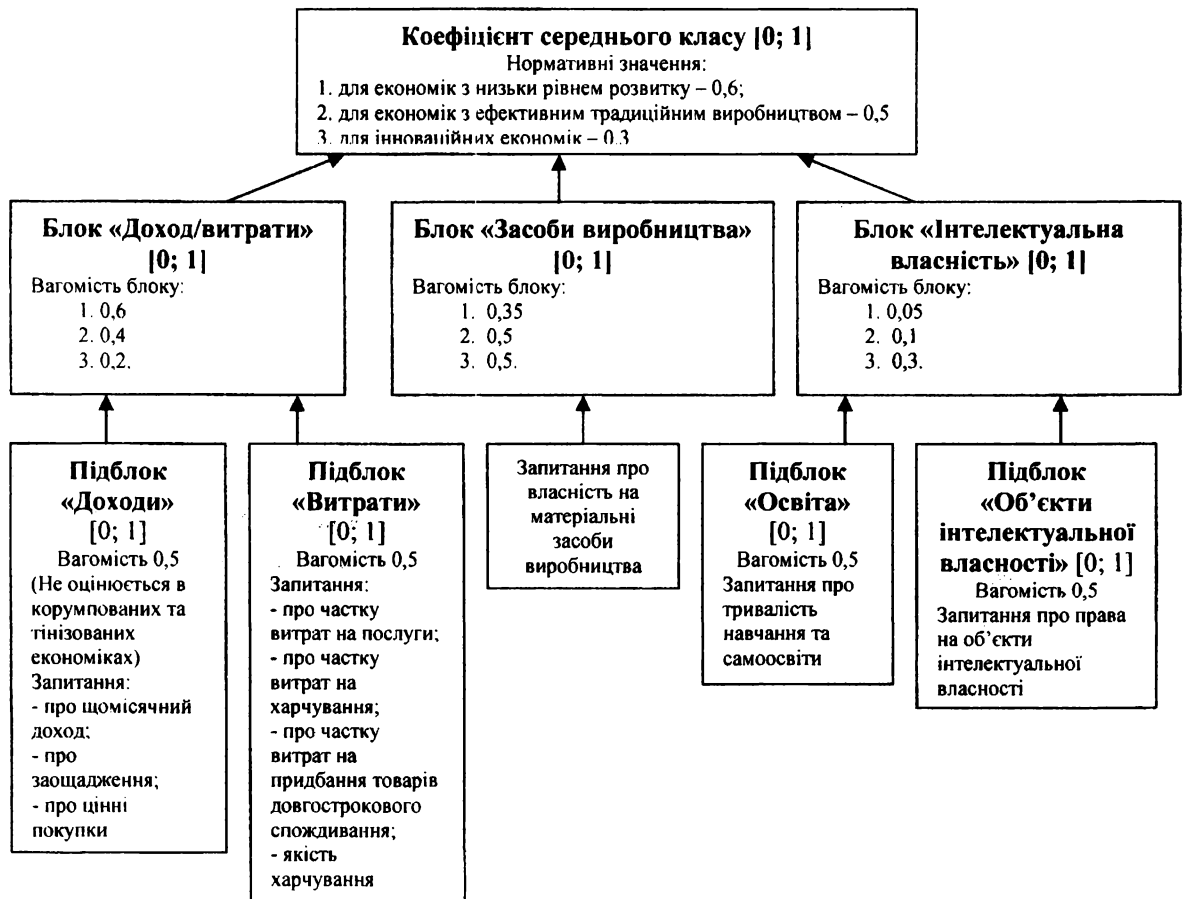 Коефіцієнт середнього класу [0; 1]
Нормативні значення:
1. для економік з низьки рівнем розвитку – 0,6;
2. для економік з ефективним традиційним виробництвом – 0,5
3. для інноваційних економік – 0.3
Блок «Доход/витрати»
[0; 1]
Вагомість блоку:
1. 0,6
2. 0,4
3. 0,2.
Блок «Засоби виробництва»
[0; 1]
Вагомість блоку:
1. 0,35
2. 0,5
3. 0,5.
Блок «Інтелектуальна
власність» [0; 1]
Вагомість блоку:
1. 0,05
2. 0,1
3. 0,3.
Підблок
«Доходи»
[0; 1]
Вагомість 0,5
(Не оцінюється в
корумпованих та
тінізованих
економіках)
Запитання:
- про щомісячний
доход;
- про
заощадження;
- про цінні
покупки
Підблок
«Витрати»
[0; 1]
Вагомість 0,5
Запитання:
- про частку
витрат на послуги;
- про частку
витрат на
харчування;
- про частку
витрат на
придбання товарів
довгострокового
спождивання;
- якість
харчування
Запитання про
власність на
матеріальні
засоби
виробництва
Підблок
«Освіта»
[0; 1]
Вагомість 0,5
Запитання про
тривалість
навчання та
самоосвіти
Підблок
«Об’єкти
інтелектуальної
власності» [0; 1]
Вагомість 0,5
Запитання про права
на об’єкти
інтелектуальної
власності